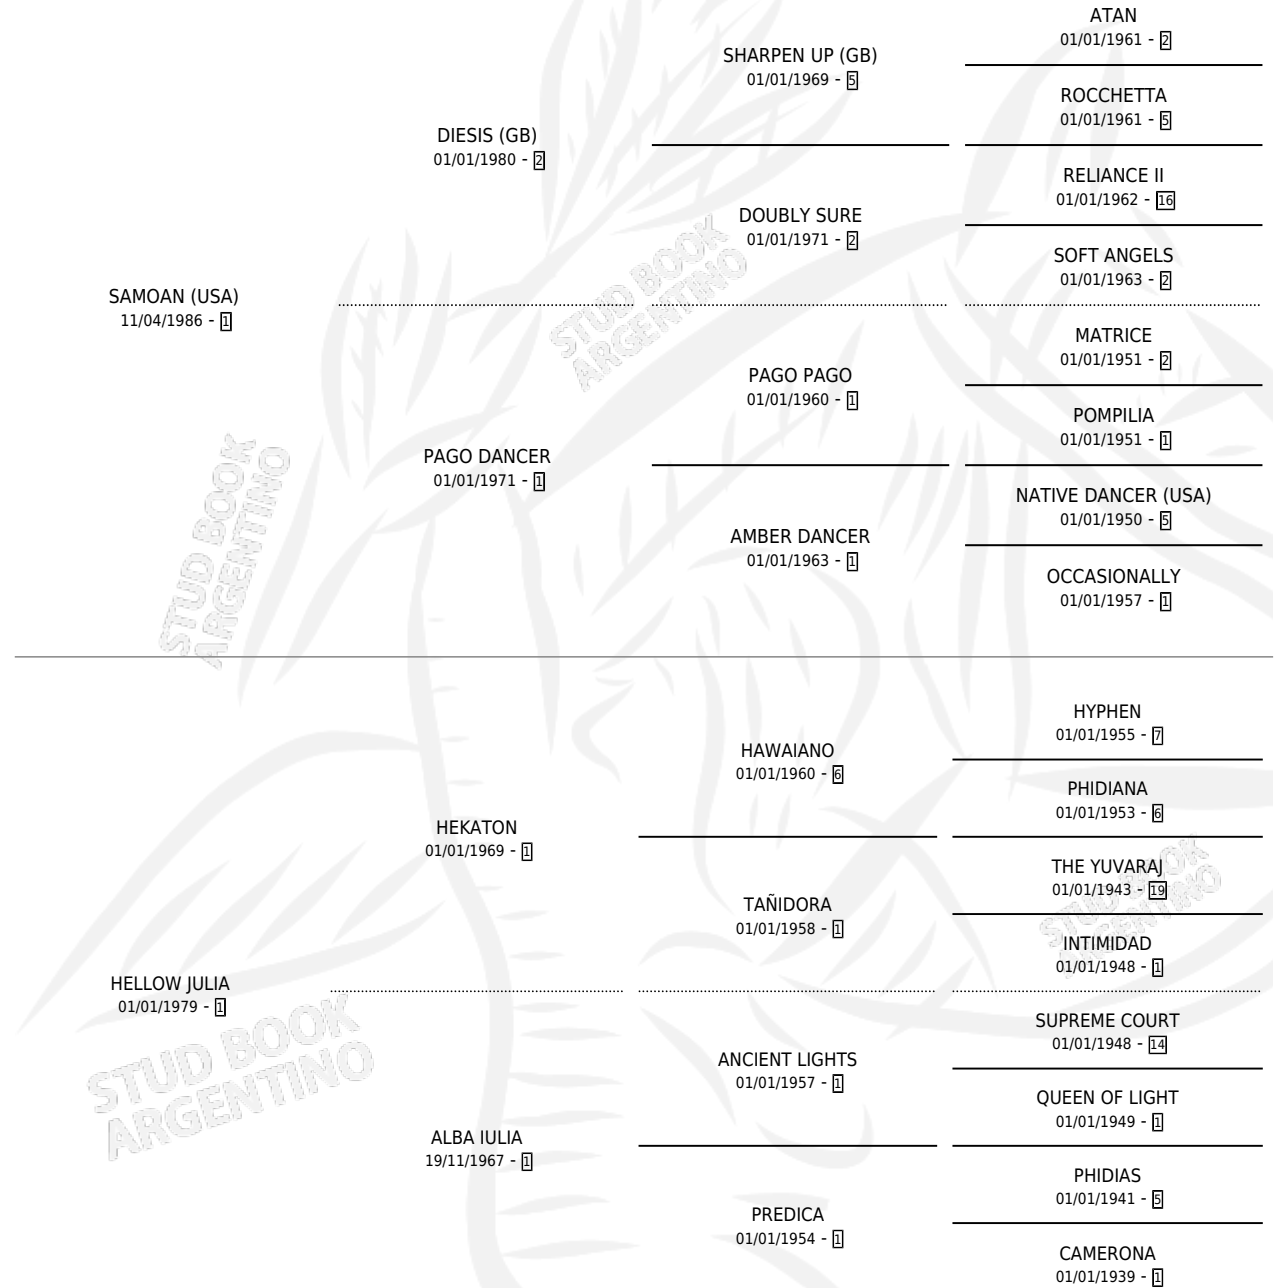 ATAN
01/01/1961 - 2
SHARPEN UP (GB)
01/01/1969 - 5
ROCCHETTA
01/01/1961 - 5
DIESIS (GB)
01/01/1980 - 2
RELIANCE II
01/01/1962 - 16
DOUBLY SURE
01/01/1971 - 2
SOFT ANGELS
01/01/1963 - 2
SAMOAN (USA)
11/04/1986 - 1
STUD BOOK
ARGENTINO
MATRICE
01/01/1951 - 2
PAGO PAGO
01/01/1960 - 1
POMPILIA
01/01/1951 - 1
PAGO DANCER
01/01/1971 - 1
NATIVE DANCER (USA)
01/01/1950 - 5
AMBER DANCER
01/01/1963 - 1
OCCASIONALLY
01/01/1957 - 1
STUD BOOK
ARGENTINO
HYPHEN
01/01/1955 - 7
HAWAIANO
01/01/1960 - 6
PHIDIANA
01/01/1953 - 6
HEKATON
01/01/1969 - 1
THE YUVARAJ
01/01/1943 - 19
TAÑIDORA
01/01/1958 - 1
INTIMIDAD
01/01/1948 - 1
STUD BOOK
ARGENTINO
HELLOW JULIA
01/01/1979 - 1
SUPREME COURT
01/01/1948 - 14
ANCIENT LIGHTS
01/01/1957 - 1
QUEEN OF LIGHT
01/01/1949 - 1
STUD BOOK
ARGENTINO
ALBA IULIA
19/11/1967 - 1
PHIDIAS
01/01/1941 - 5
PREDICA
01/01/1954 - 1
CAMERONA
01/01/1939 - 1